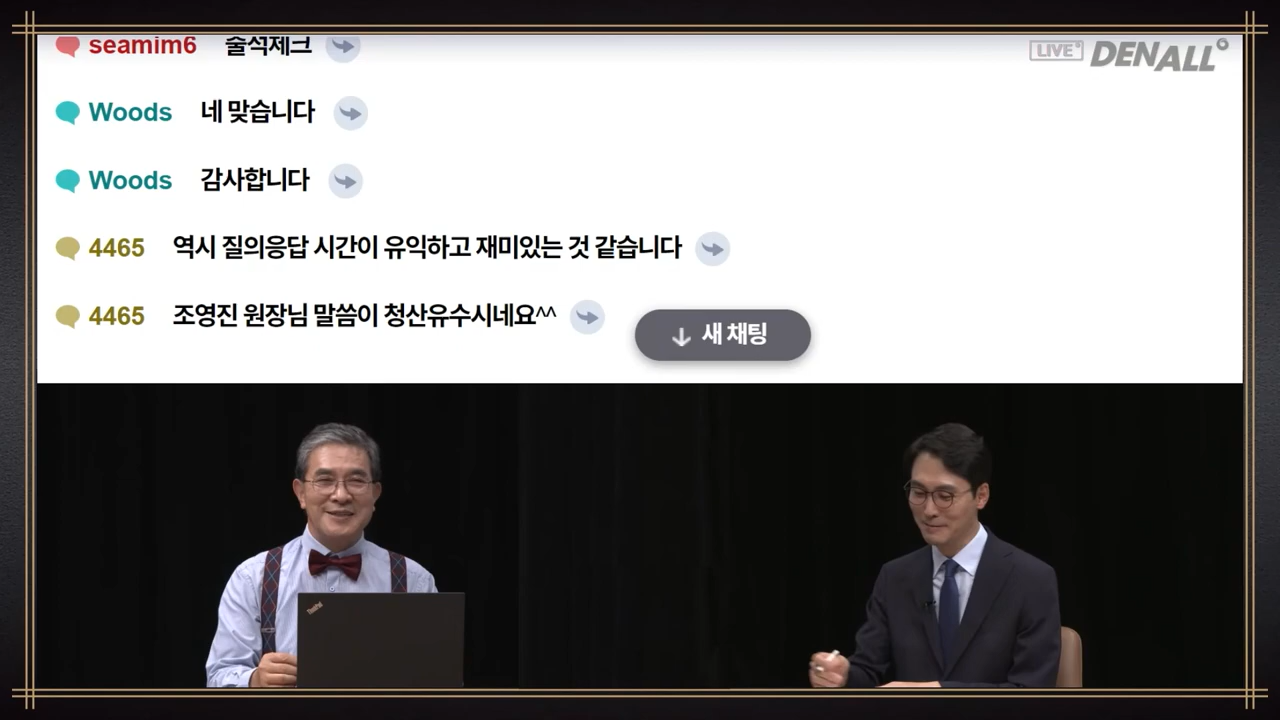 seamim6 출석체크
LIVE DENALL
Woods 네 맞습니다
Woods 감사합니다
4465 역시 질의응답 시간이 유익하고 재미있는 것 같습니다
4465 조영진 원장님 말씀이 청산유수시네요^^
새 채팅
ThinkPad